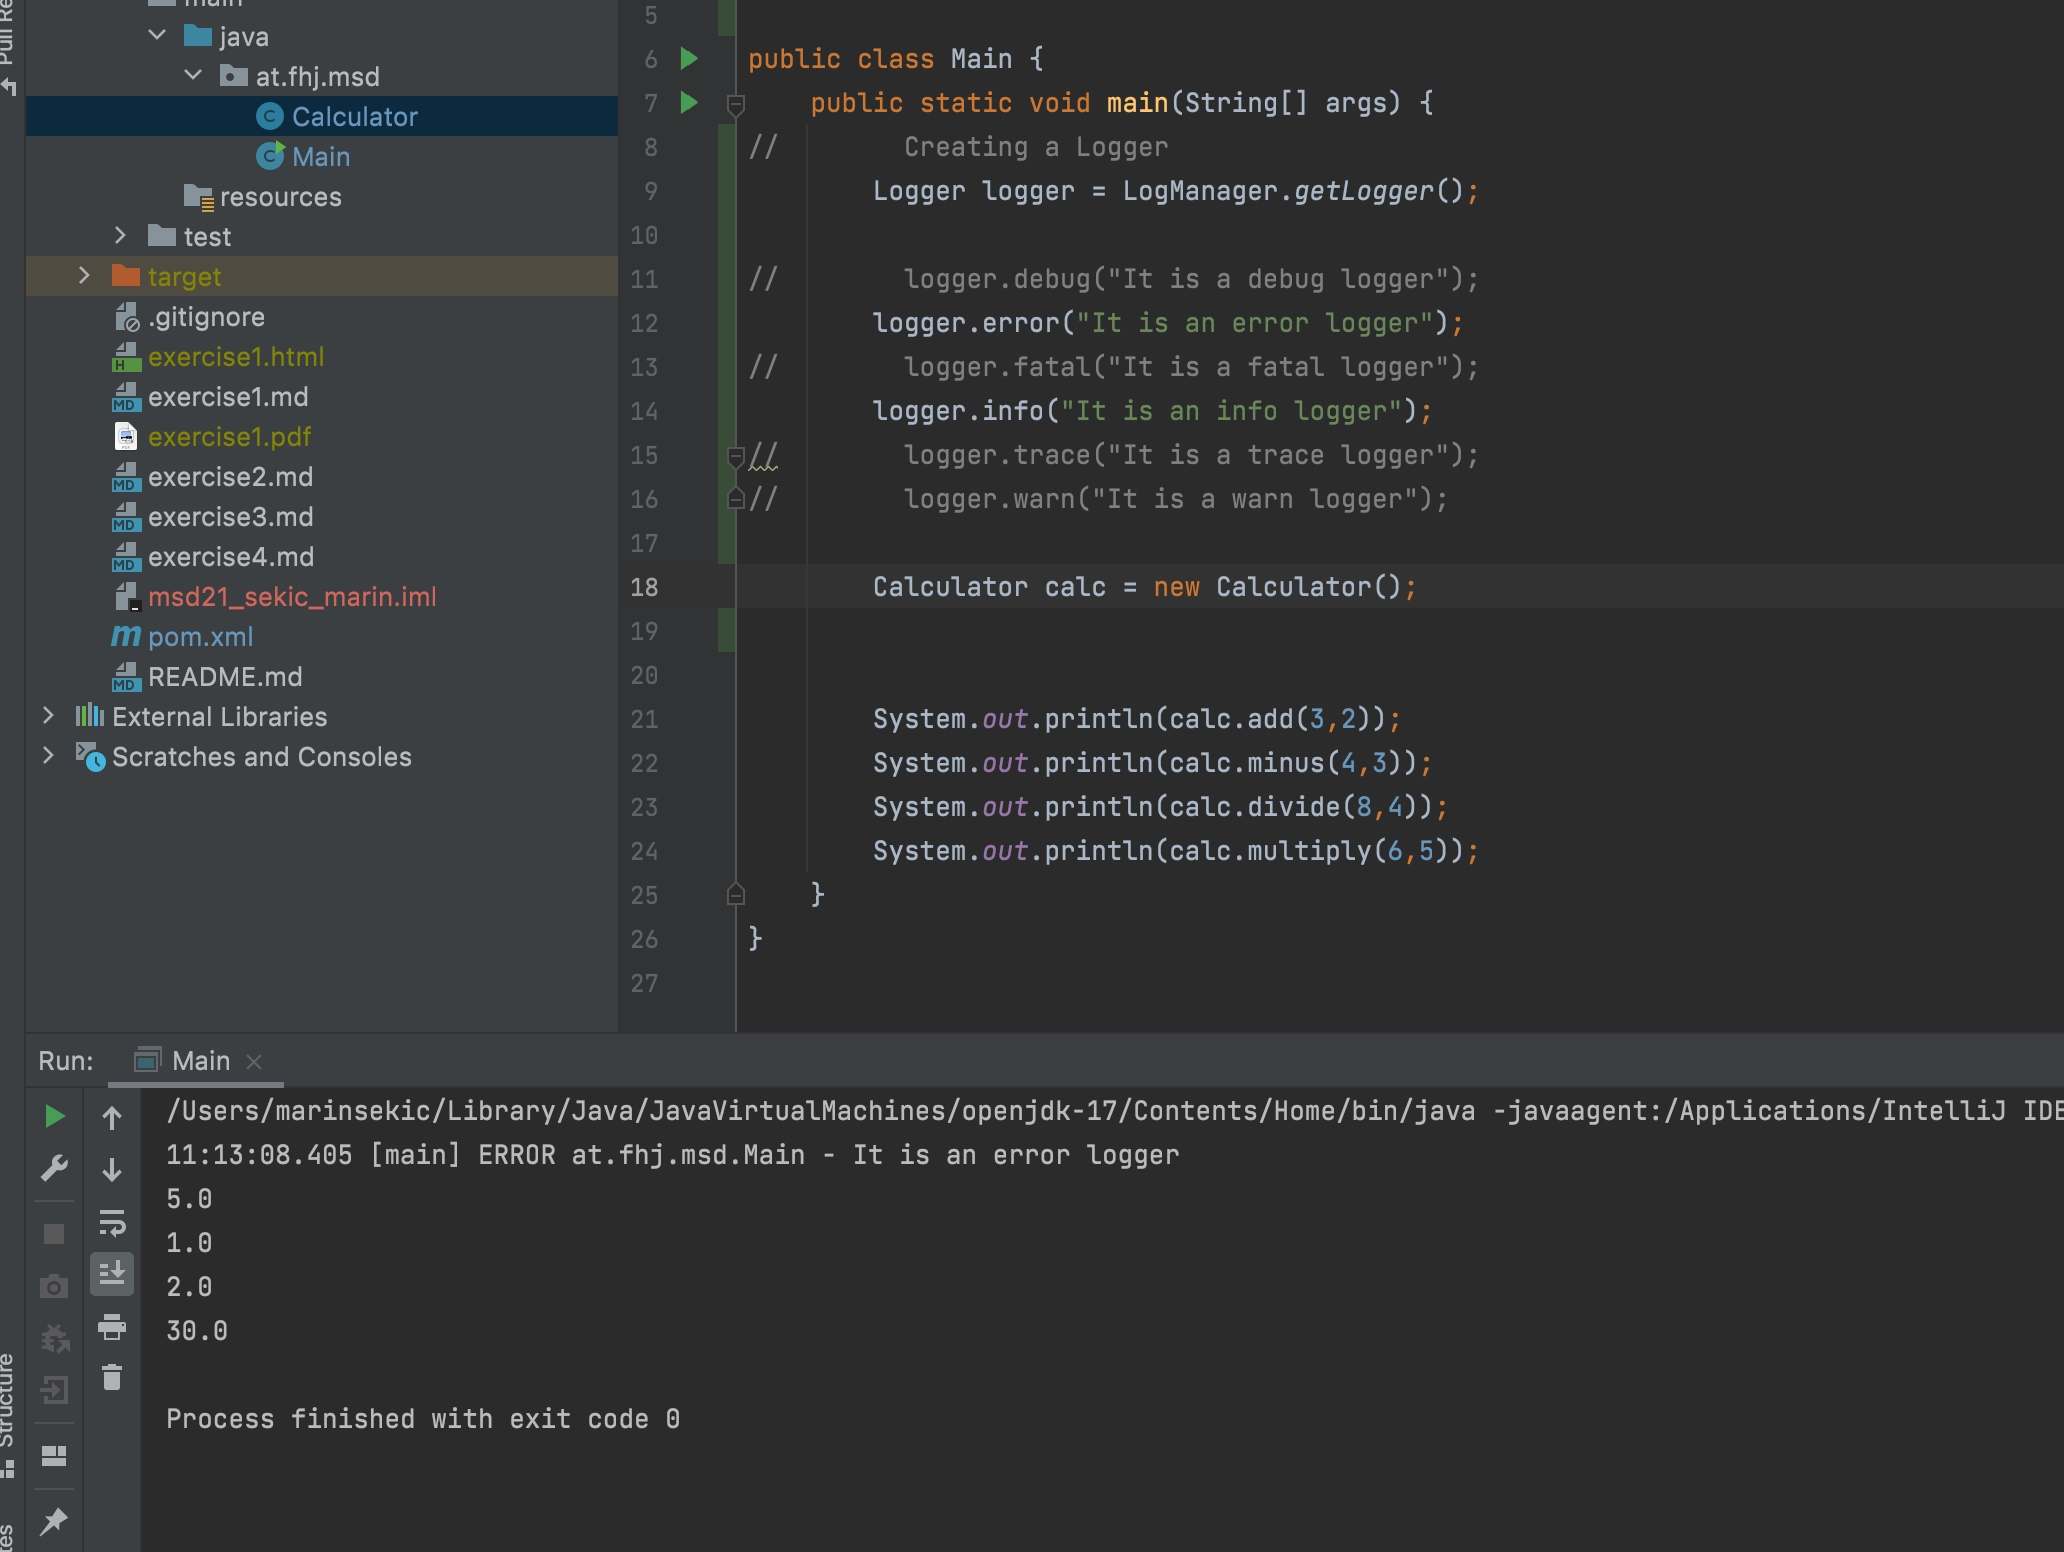 main
java
at.fhj.msd
Calculator
Main
resources
test
target
.gitignore
exercise1.html
exercise1.md
exercise1.pdf
exercise2.md
exercise3.md
exercise4.md
msd21_sekic_marin.iml
pom.xml
README.md
External Libraries
Scratches and Consoles
5
6 public class Main {
7 public static void main(String[] args) {
8 // Creating a Logger
9 Logger logger = LogManager.getLogger();
10
11 // logger.debug("It is a debug logger");
12 logger.error("It is an error logger");
13 // logger.fatal("It is a fatal logger");
14 logger.info("It is an info logger");
15 // logger.trace("It is a trace logger");
16 // logger.warn("It is a warn logger");
17
18 Calculator calc = new Calculator();
19
20
21 System.out.println(calc.add(3,2));
22 System.out.println(calc.minus(4,3));
23 System.out.println(calc.divide(8,4));
24 System.out.println(calc.multiply(6,5));
25 }
26 }
27
Run: Main
/Users/marinsekic/Library/Java/JavaVirtualMachines/openjdk-17/Contents/Home/bin/java -javaagent:/Applications/IntelliJ IDE
11:13:08.405 [main] ERROR at.fhj.msd.Main - It is an error logger
5.0
1.0
2.0
30.0
Process finished with exit code 0
Structure